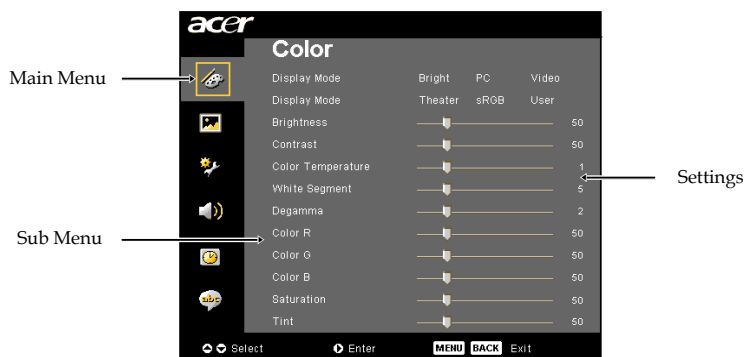 acer
Color
Main Menu
Display Mode Bright PC Video
Display Mode Theater sRGB User
Brightness 50
Contrast 50
Color Temperature 1
Settings
White Segment 5
Degamma 2
Sub Menu
Color R 50
Color G 50
Color B 50
abc
Saturation 50
Tint 50
Select Enter MENU BACK Exit